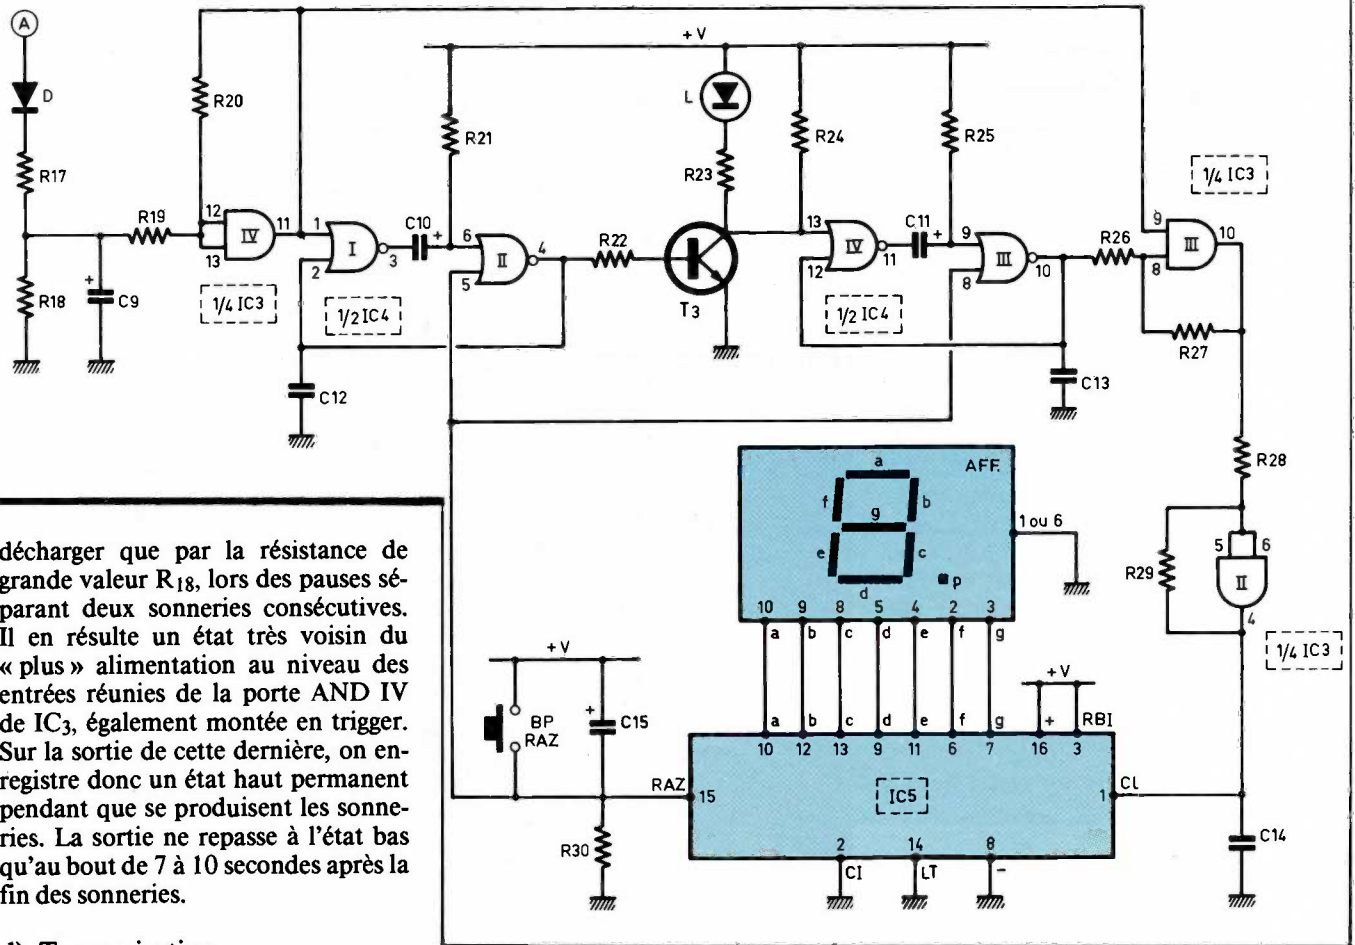 A
D
R17
R18
C9
R19
R20
12
13
IV
11
1/4 IC3
1
2
I
3
1/2 IC4
C10
+
R21
6
5
II
4
C12
R22
+V
L
R23
T3
R24
R25
13
12
IV
11
1/2 IC4
C11
+
9
8
III
10
R26
C13
1/4 IC3
9
8
III
10
R27
R28
5
6
II
4
R29
1/4 IC3
C14
AFF.
a
f
b
g
e
c
d
p
1 ou 6
10 9 8 5 4 2 3
a b c d e f g
a b c d e f g
10 12 13 9 11 6 7
+V
+ RBI
16 3
+V
BP
RAZ
+
C15
R30
RAZ
15
IC5
1
CL
2 14 8
CI LT -
décharger que par la résistance de
grande valeur R18, lors des pauses sé-
parant deux sonneries consécutives.
Il en résulte un état très voisin du
« plus » alimentation au niveau des
entrées réunies de la porte AND IV
de IC3, également montée en trigger.
Sur la sortie de cette dernière, on en-
registre donc un état haut permanent
pendant que se produisent les sonne-
ries. La sortie ne repasse à l'état bas
qu'au bout de 7 à 10 secondes après la
fin des sonneries.